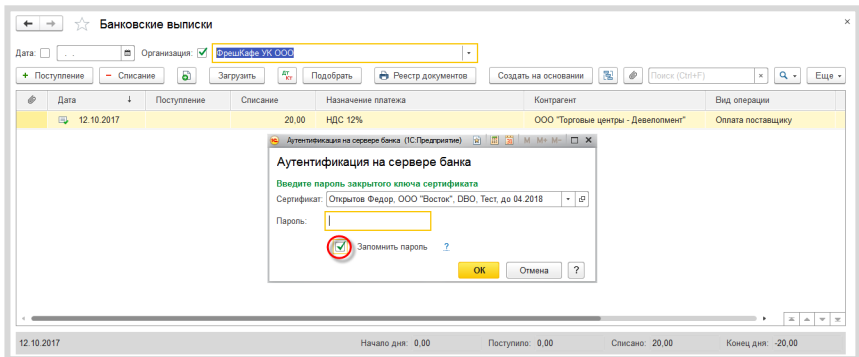 Банковские выписки
Дата: . . Организация: ФрешКафе УК ООО
+ Поступление − Списание Загрузить Дт Кт Подобрать Реестр документов Создать на основании Поиск (Ctrl+F) × Еще
Дата ↓ Поступление Списание Назначение платежа Контрагент Вид операции
12.10.2017 20,00 НДС 12% ООО "Торговые центры - Девелопмент" Оплата поставщику
Аутентификация на сервере банка (1С:Предприятие) M M+ M-
Аутентификация на сервере банка
Введите пароль закрытого ключа сертификата
Сертификат: Открытов Федор, ООО "Восток", DBO, Тест, до 04.2018
Пароль:
Запомнить пароль ?
ОК Отмена ?
12.10.2017 Начало дня: 0,00 Поступило: 0,00 Списано: 20,00 Конец дня: -20,00